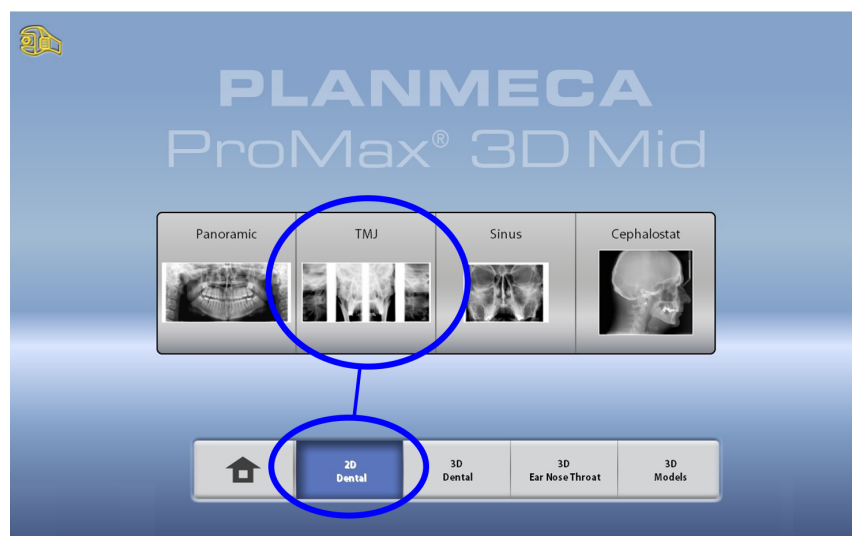 PLANMECA
ProMax® 3D Mid
Panoramic
TMJ
Sinus
Cephalostat
2D
Dental
3D
Dental
3D
Ear Nose Throat
3D
Models